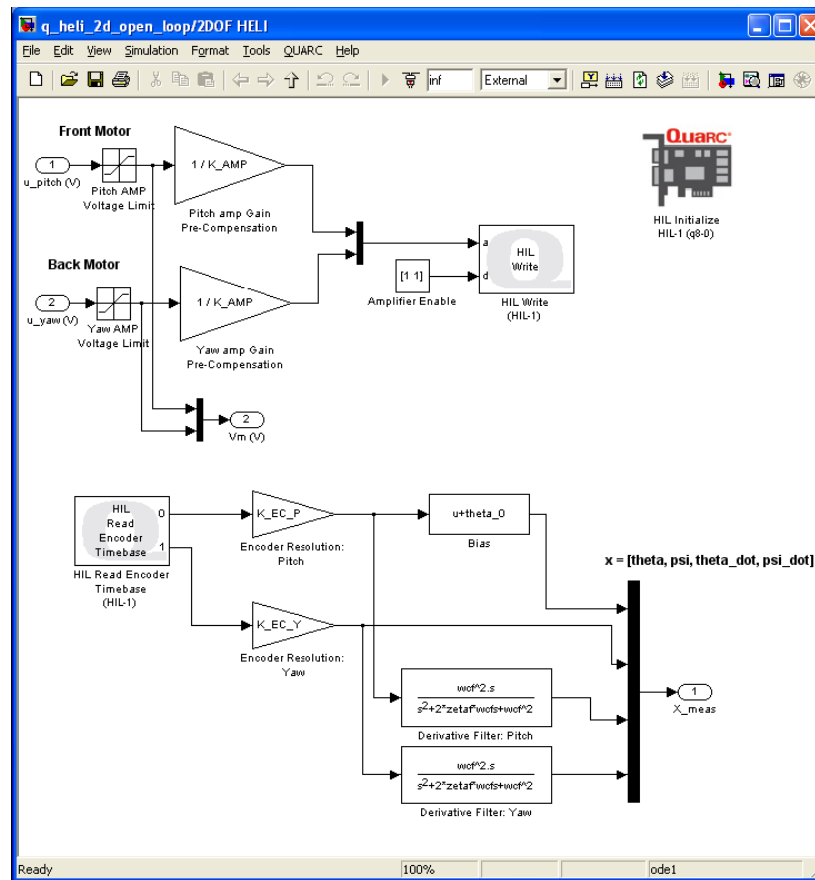 q_heli_2d_open_loop/2DOF HELI
File Edit View Simulation Format Tools QUARC Help
inf
External
Front Motor
1
u_pitch (V)
Pitch AMP
Voltage Limit
1 / K_AMP
Pitch amp Gain
Pre-Compensation
QUARC
HIL Initialize
HIL-1 (q8-0)
a
d
HIL
Write
HIL Write
(HIL-1)
[1 1]
Amplifier Enable
Back Motor
2
u_yaw (V)
Yaw AMP
Voltage Limit
1 / K_AMP
Yaw amp Gain
Pre-Compensation
2
Vm (V)
HIL
Read
Encoder
Timebase
0
1
HIL Read Encoder
Timebase
(HIL-1)
K_EC_P
Encoder Resolution:
Pitch
u+theta_0
Bias
x = [theta, psi, theta_dot, psi_dot]
K_EC_Y
Encoder Resolution:
Yaw
wcf^2.s
s2+2*zetaf*wcfs+wcf^2
Derivative Filter: Pitch
1
X_meas
wcf^2.s
s2+2*zetaf*wcfs+wcf^2
Derivative Filter: Yaw
Ready
100%
ode1